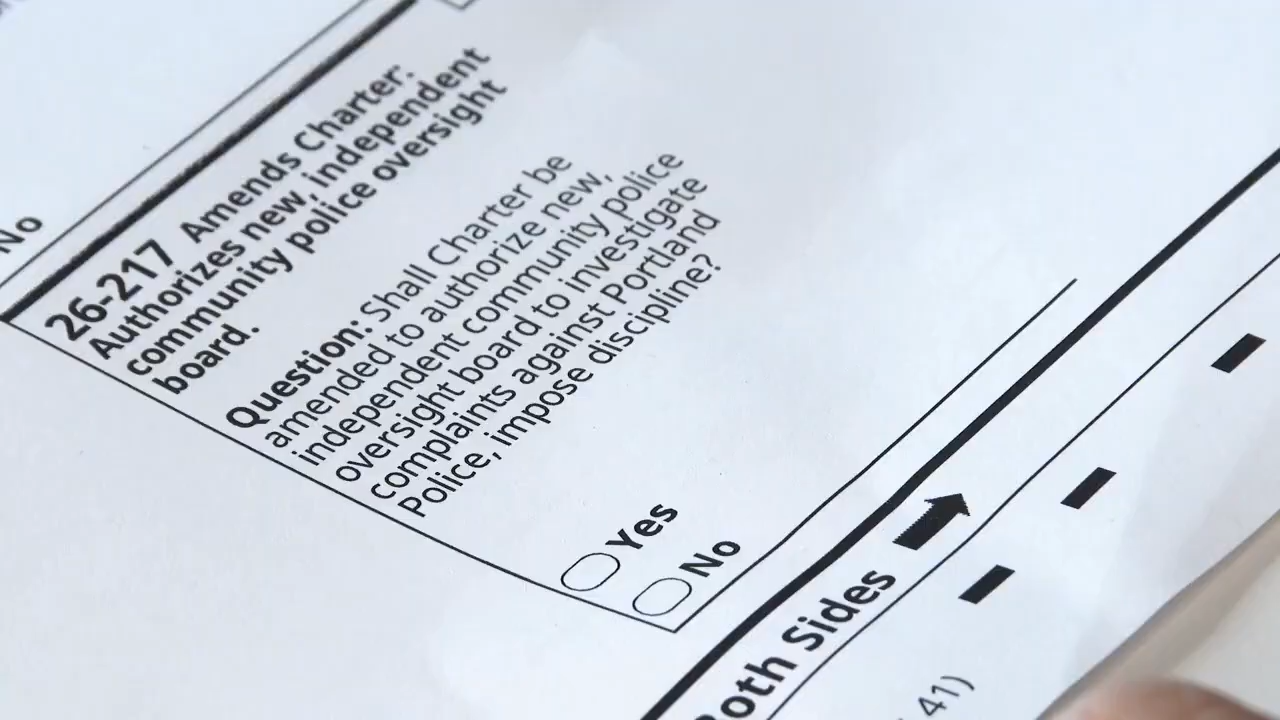 No
26-217 Amends Charter:
Authorizes new, independent
community police oversight
board.
Question: Shall Charter be
amended to authorize new,
independent community police
oversight board to investigate
complaints against Portland
Police, impose discipline?
Yes
No
Both Sides
41)